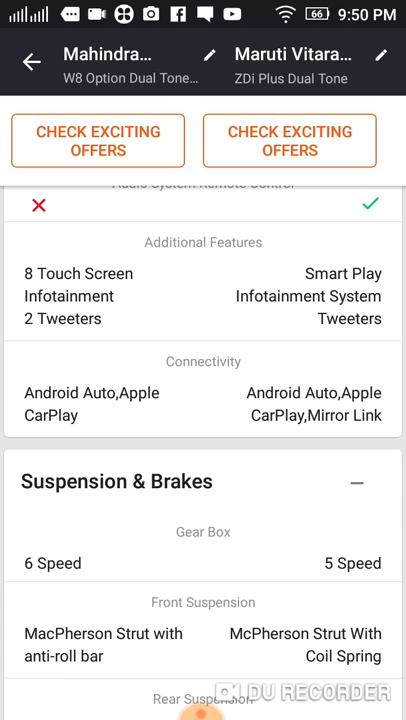 66 9:50 PM
Mahindra... Maruti Vitara...
W8 Option Dual Tone... ZDi Plus Dual Tone
CHECK EXCITING
OFFERS
CHECK EXCITING
OFFERS
Audio System Remote Control
Additional Features
8 Touch Screen
Infotainment
2 Tweeters
Smart Play
Infotainment System
Tweeters
Connectivity
Android Auto,Apple
CarPlay
Android Auto,Apple
CarPlay,Mirror Link
Suspension & Brakes
Gear Box
6 Speed 5 Speed
Front Suspension
MacPherson Strut with
anti-roll bar
McPherson Strut With
Coil Spring
Rear Suspension
DU RECORDER